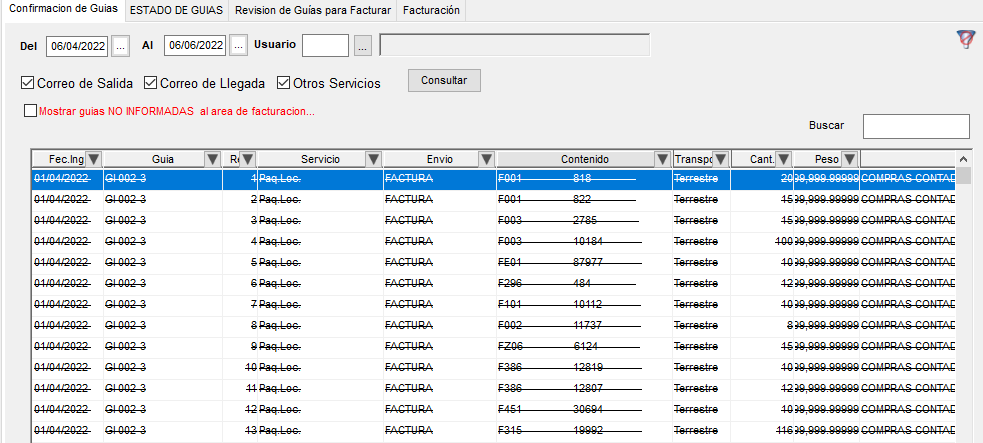 Confirmacion de Guias ESTADO DE GUIAS Revision de Guías para Facturar Facturación
Del 06/04/2022 ... Al 06/06/2022 ... Usuario ...
Correo de Salida Correo de Llegada Otros Servicios Consultar
Mostrar guias NO INFORMADAS al area de facturacion...
Buscar
Fec.Ing Guia Re Servicio Envio Contenido Transpo Cant. Peso
01/04/2022 GI 002-3 1 Paq.Loc. FACTURA F001 818 Terrestre 20 99,999.99999 COMPRAS CONTAD
01/04/2022 GI 002-3 2 Paq.Loc. FACTURA F001 822 Terrestre 15 99,999.99999 COMPRAS CONTAD
01/04/2022 GI 002-3 3 Paq.Loc. FACTURA F003 2785 Terrestre 15 99,999.99999 COMPRAS CONTAD
01/04/2022 GI 002-3 4 Paq.Loc. FACTURA F003 10184 Terrestre 100 99,999.99999 COMPRAS CONTAD
01/04/2022 GI 002-3 5 Paq.Loc. FACTURA FE01 87977 Terrestre 10 99,999.99999 COMPRAS CONTAD
01/04/2022 GI 002-3 6 Paq.Loc. FACTURA F296 484 Terrestre 12 99,999.99999 COMPRAS CONTAD
01/04/2022 GI 002-3 7 Paq.Loc. FACTURA F101 10112 Terrestre 10 99,999.99999 COMPRAS CONTAD
01/04/2022 GI 002-3 8 Paq.Loc. FACTURA F002 11737 Terrestre 8 99,999.99999 COMPRAS CONTAD
01/04/2022 GI 002-3 9 Paq.Loc. FACTURA FZ06 6124 Terrestre 15 99,999.99999 COMPRAS CONTAD
01/04/2022 GI 002-3 10 Paq.Loc. FACTURA F386 12819 Terrestre 10 99,999.99999 COMPRAS CONTAD
01/04/2022 GI 002-3 11 Paq.Loc. FACTURA F386 12807 Terrestre 12 99,999.99999 COMPRAS CONTAD
01/04/2022 GI 002-3 12 Paq.Loc. FACTURA F451 30694 Terrestre 10 99,999.99999 COMPRAS CONTAD
01/04/2022 GI 002-3 13 Paq.Loc. FACTURA F315 19992 Terrestre 116 99,999.99999 COMPRAS CONTAD